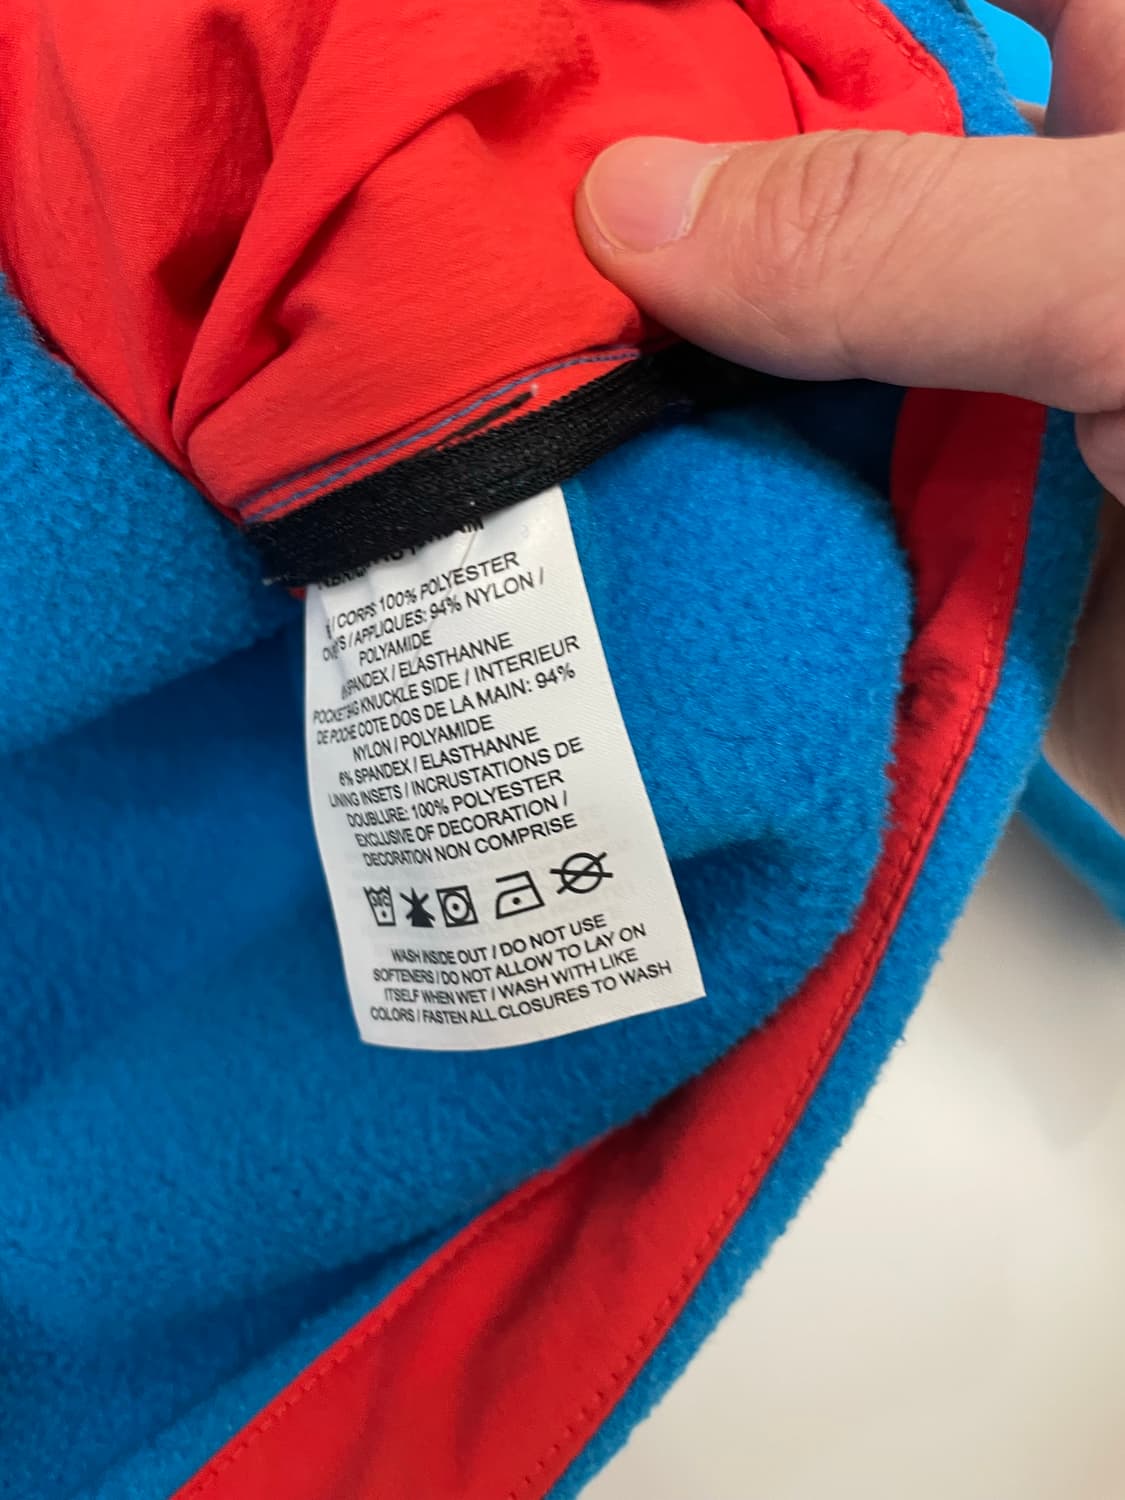 / CORPS: 100% POLYESTER
/ APPLIQUES: 94% NYLON /
POLYAMIDE
SPANDEX / ELASTHANNE
POCKET BAG KNUCKLE SIDE / INTERIEUR
DE POCHE COTE DOS DE LA MAIN: 94%
NYLON / POLYAMIDE
6% SPANDEX / ELASTHANNE
LINING INSETS / INCRUSTATIONS DE
DOUBLURE: 100% POLYESTER
EXCLUSIVE OF DECORATION /
DECORATION NON COMPRISE
WASH INSIDE OUT / DO NOT USE
SOFTENERS / DO NOT ALLOW TO LAY ON
ITSELF WHEN WET / WASH WITH LIKE
COLORS / FASTEN ALL CLOSURES TO WASH